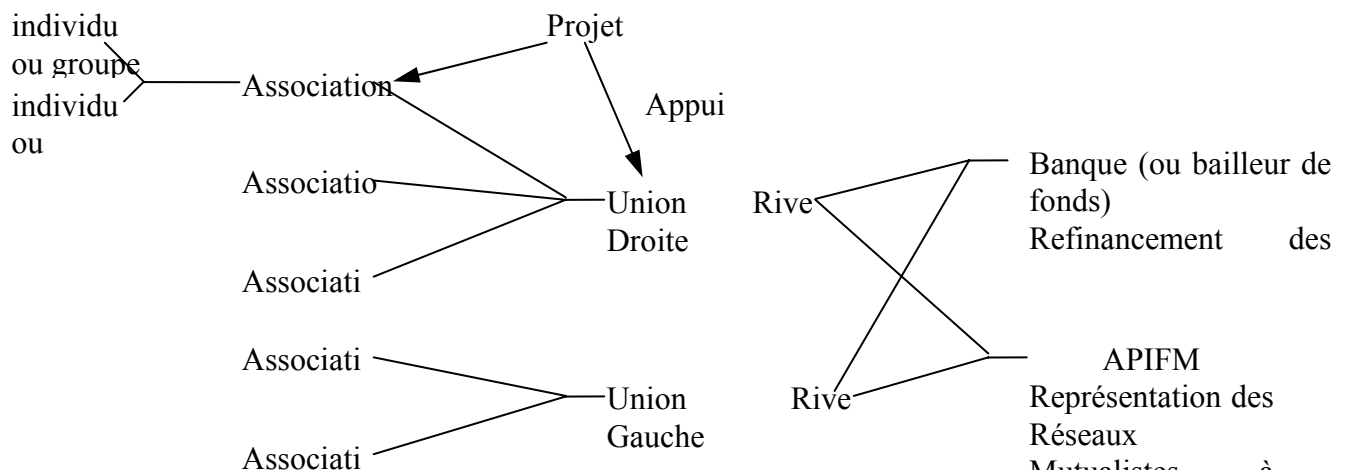 individu
ou groupe
individu
ou
Projet
Association
Appui
Associatio
Associati
Associati
Associati
Union Rive
Droite
Union Rive
Gauche
Banque (ou bailleur de
fonds)
Refinancement des
APIFM
Représentation des
Réseaux
Mutualistes à